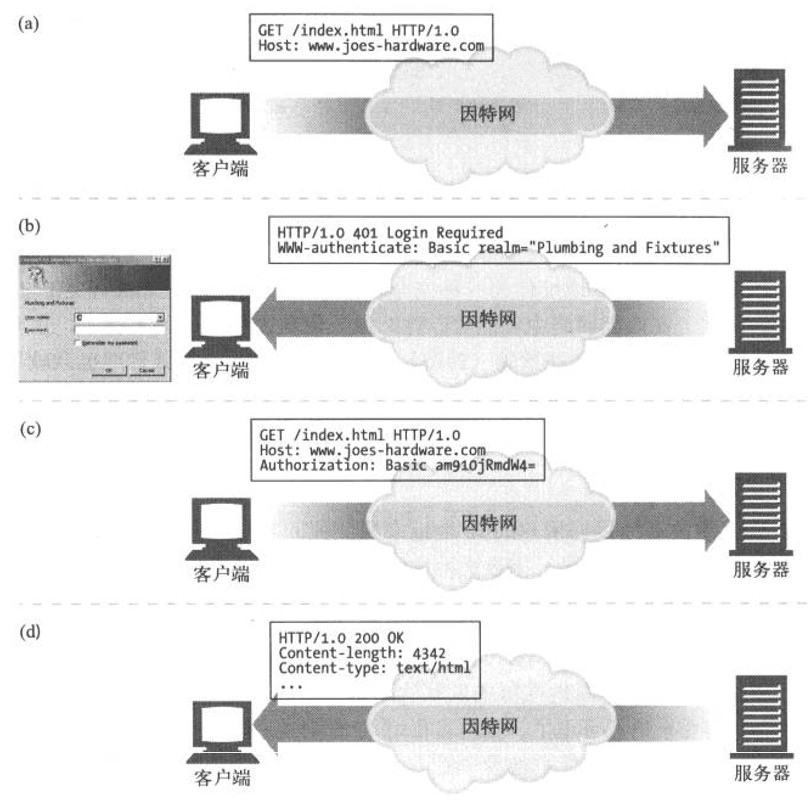 (a)
GET /index.html HTTP/1.0
Host: www.joes-hardware.com
因特网
客户端
服务器
(b)
HTTP/1.0 401 Login Required
WWW-authenticate: Basic realm="Plumbing and Fixtures"
Plumbing and Fixtures
User name:
Password:
Remember my password
OK
Cancel
因特网
客户端
服务器
(c)
GET /index.html HTTP/1.0
Host: www.joes-hardware.com
Authorization: Basic am910jRmdW4=
因特网
客户端
服务器
(d)
HTTP/1.0 200 OK
Content-length: 4342
Content-type: text/html
...
因特网
客户端
服务器